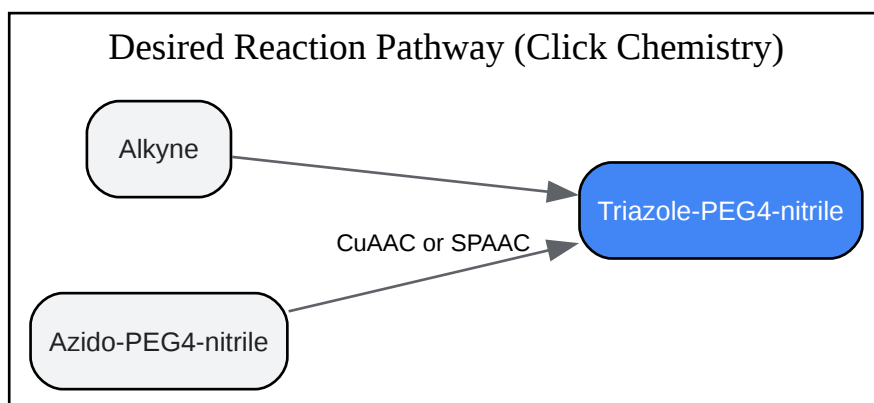 Desired Reaction Pathway (Click Chemistry)
Alkyne
Triazole-PEG4-nitrile
CuAAC or SPAAC
Azido-PEG4-nitrile